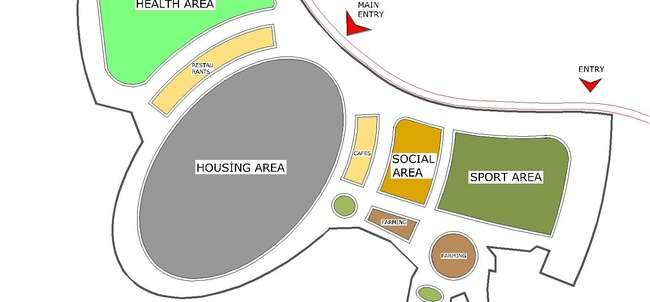 HEALTH AREA
MAIN
ENTRY
RESTAU
RANTS
ENTRY
HOUSİNG AREA
CAFES
SOCIAL
AREA
SPORT AREA
FARMING
FARMING